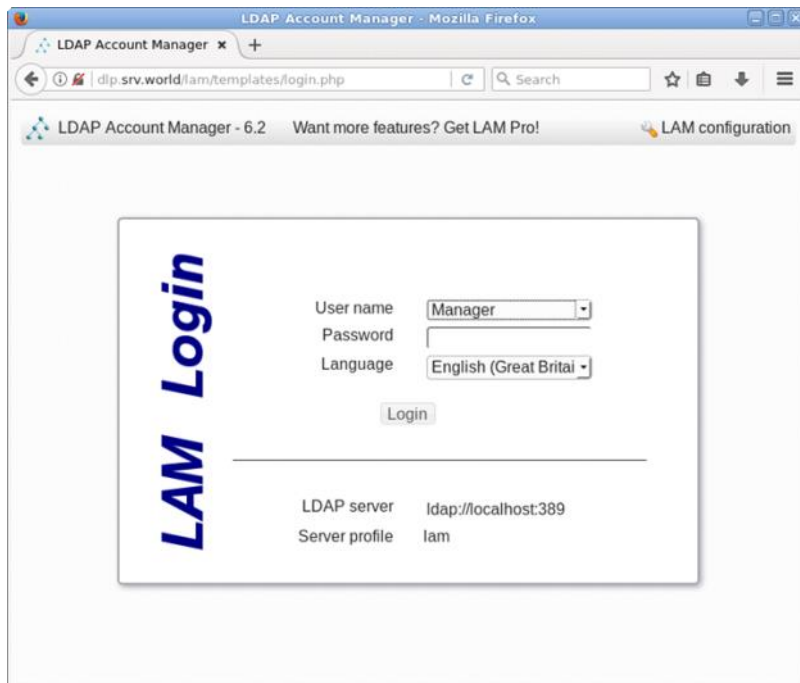 LDAP Account Manager - Mozilla Firefox
LDAP Account Manager
dlp.srv.world/lam/templates/login.php
Search
LDAP Account Manager - 6.2 Want more features? Get LAM Pro! LAM configuration
LAM Login
User name Manager
Password
Language English (Great Britai
Login
LDAP server ldap://localhost:389
Server profile lam